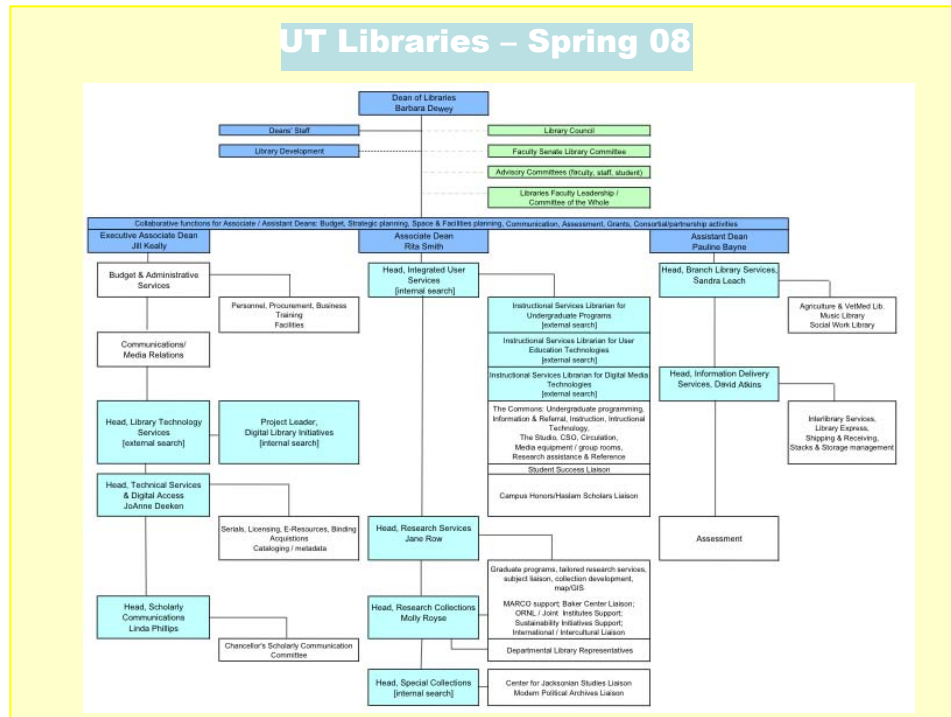 UT Libraries – Spring 08
Dean of Libraries
Barbara Dewey
Deans' Staff
Library Council
Library Development
Faculty Senate Library Committee
Advisory Committees (faculty, staff, student)
Libraries Faculty Leadership /
Committee of the Whole
Collaborative functions for Associate / Assistant Deans: Budget, Strategic planning, Space & Facilities planning, Communication, Assessment, Grants, Consortial/partnership activities
Executive Associate Dean
Jill Keally
Associate Dean
Rita Smith
Assistant Dean
Pauline Bayne
Budget & Administrative
Services
Personnel, Procurement, Business
Training
Facilities
Communications/
Media Relations
Head, Library Technology
Services
[external search]
Project Leader,
Digital Library Initiatives
[internal search]
Head, Technical Services
& Digital Access
JoAnne Deeken
Serials, Licensing, E-Resources, Binding
Acquistions
Cataloging / metadata
Head, Scholarly
Communications
Linda Phillips
Chancellor's Scholarly Communication
Committee
Head, Integrated User
Services
[internal search]
Instructional Services Librarian for
Undergraduate Programs
[external search]
Instructional Services Librarian for User
Education Technologies
[external search]
Instructional Services Librarian for Digital Media
Technologies
[external search]
The Commons: Undergraduate programming,
Information & Referral, Instruction, Intructional
Technology,
The Studio, CSO, Circulation,
Media equipment / group rooms,
Research assistance & Reference
Student Success Liaison
Campus Honors/Haslam Scholars Liaison
Head, Research Services
Jane Row
Graduate programs, tailored research services,
subject liaison, collection development,
map/GIS
MARCO support; Baker Center Liaison;
ORNL / Joint Institutes Support;
Sustainability Initiatives Support;
International / Intercultural Liaison
Head, Research Collections
Molly Royse
Departmental Library Representatives
Head, Special Collections
[internal search]
Center for Jacksonian Studies Liaison
Modern Political Archives Liaison
Head, Branch Library Services,
Sandra Leach
Agriculture & VetMed Lib.
Music Library
Social Work Library
Head, Information Delivery
Services, David Atkins
Interlibrary Services,
Library Express,
Shipping & Receiving,
Stacks & Storage management
Assessment